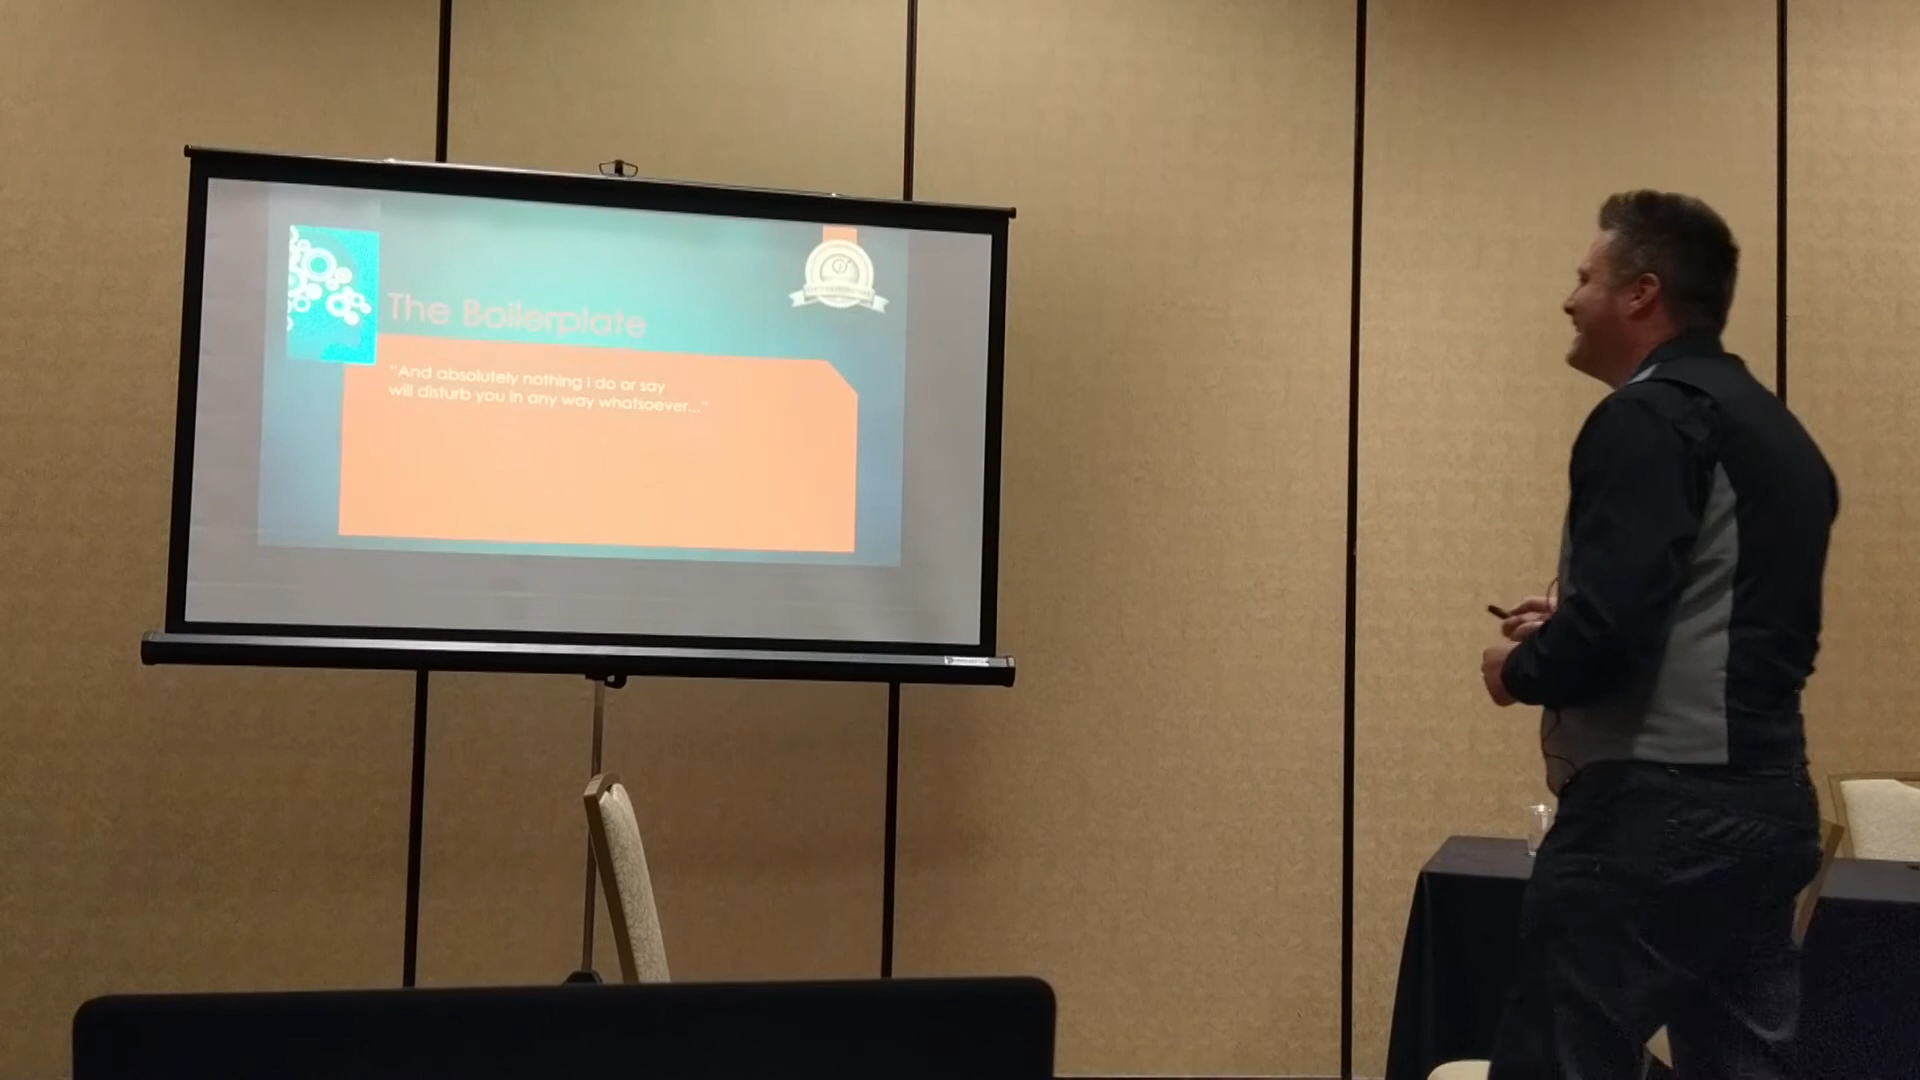 The Boilerplate
"And absolutely nothing I do or say
will disturb you in any way whatsoever..."